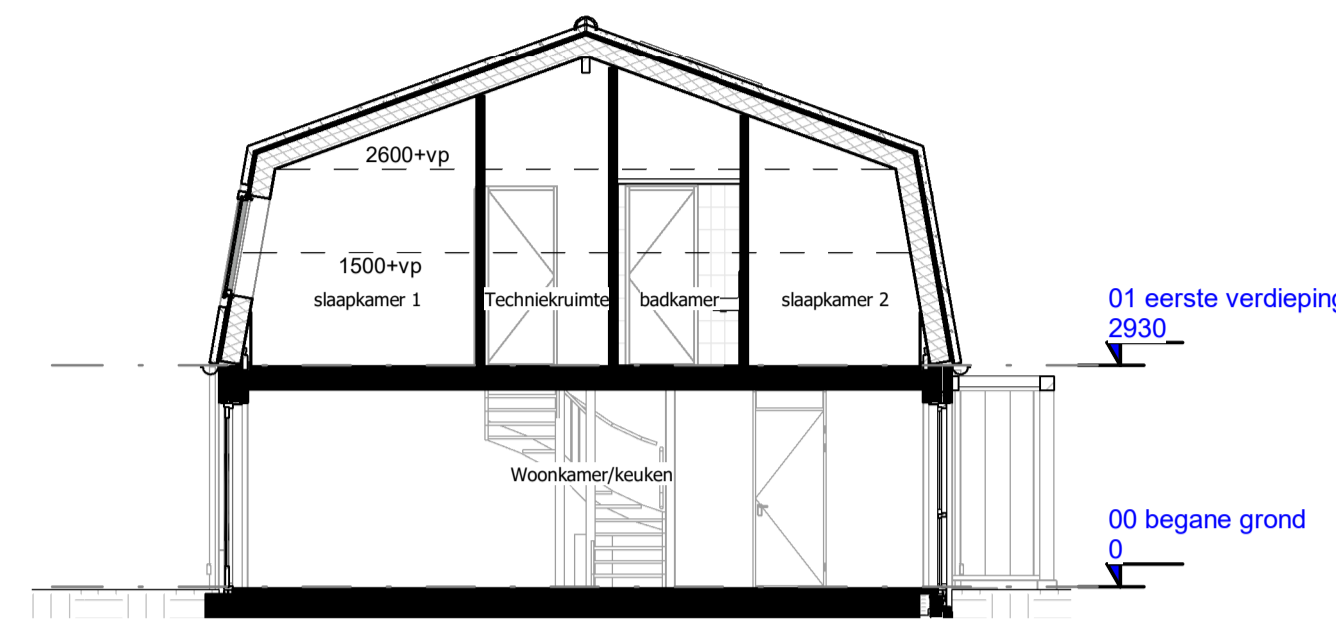 2600+vp
1500+vp
slaapkamer 1
Techniekruimte
badkamer
slaapkamer 2
01 eerste verdieping
2930
Woonkamer/keuken
00 begane grond
0